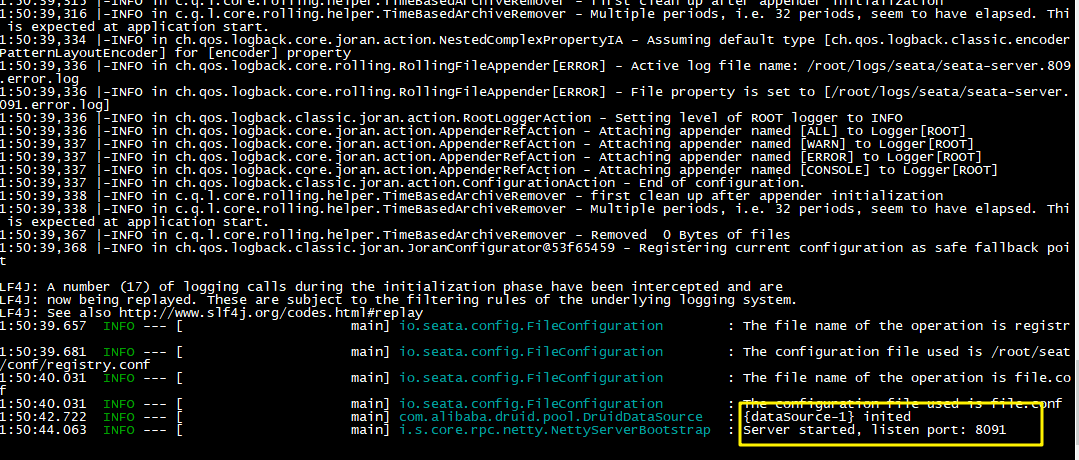 1:50:39,315 |-INFO in c.q.l.core.rolling.helper.TimeBasedArchiveRemover - first clean up after appender initialization
1:50:39,316 |-INFO in c.q.l.core.rolling.helper.TimeBasedArchiveRemover - Multiple periods, i.e. 32 periods, seem to have elapsed. Thi
 is expected at application start.
1:50:39,334 |-INFO in ch.qos.logback.core.joran.action.NestedComplexPropertyIA - Assuming default type [ch.qos.logback.classic.encoder
PatternLayoutEncoder] for [encoder] property
1:50:39,336 |-INFO in ch.qos.logback.core.rolling.RollingFileAppender[ERROR] - Active log file name: /root/logs/seata/seata-server.809
.error.log
1:50:39,336 |-INFO in ch.qos.logback.core.rolling.RollingFileAppender[ERROR] - File property is set to [/root/logs/seata/seata-server.
091.error.log]
1:50:39,336 |-INFO in ch.qos.logback.classic.joran.action.RootLoggerAction - Setting level of ROOT logger to INFO
1:50:39,336 |-INFO in ch.qos.logback.core.joran.action.AppenderRefAction - Attaching appender named [ALL] to Logger[ROOT]
1:50:39,337 |-INFO in ch.qos.logback.core.joran.action.AppenderRefAction - Attaching appender named [WARN] to Logger[ROOT]
1:50:39,337 |-INFO in ch.qos.logback.core.joran.action.AppenderRefAction - Attaching appender named [ERROR] to Logger[ROOT]
1:50:39,337 |-INFO in ch.qos.logback.core.joran.action.AppenderRefAction - Attaching appender named [CONSOLE] to Logger[ROOT]
1:50:39,337 |-INFO in ch.qos.logback.classic.joran.action.ConfigurationAction - End of configuration.
1:50:39,338 |-INFO in c.q.l.core.rolling.helper.TimeBasedArchiveRemover - first clean up after appender initialization
1:50:39,338 |-INFO in c.q.l.core.rolling.helper.TimeBasedArchiveRemover - Multiple periods, i.e. 32 periods, seem to have elapsed. Thi
 is expected at application start.
1:50:39,367 |-INFO in c.q.l.core.rolling.helper.TimeBasedArchiveRemover - Removed  0 Bytes of files
1:50:39,368 |-INFO in ch.qos.logback.classic.joran.JoranConfigurator@53f65459 - Registering current configuration as safe fallback poi
t
LF4J: A number (17) of logging calls during the initialization phase have been intercepted and are
LF4J: now being replayed. These are subject to the filtering rules of the underlying logging system.
LF4J: See also http://www.slf4j.org/codes.html#replay
1:50:39.657  INFO --- [                     main] io.seata.config.FileConfiguration        : The file name of the operation is registr
1:50:39.681  INFO --- [                     main] io.seata.config.FileConfiguration        : The configuration file used is /root/seat
/conf/registry.conf
1:50:40.031  INFO --- [                     main] io.seata.config.FileConfiguration        : The file name of the operation is file.co
f
1:50:40.031  INFO --- [                     main] io.seata.config.FileConfiguration        : The configuration file used is file.conf
1:50:42.722  INFO --- [                     main] com.alibaba.druid.pool.DruidDataSource   : {dataSource-1} inited
1:50:44.063  INFO --- [                     main] i.s.core.rpc.netty.NettyServerBootstrap  : Server started, listen port: 8091